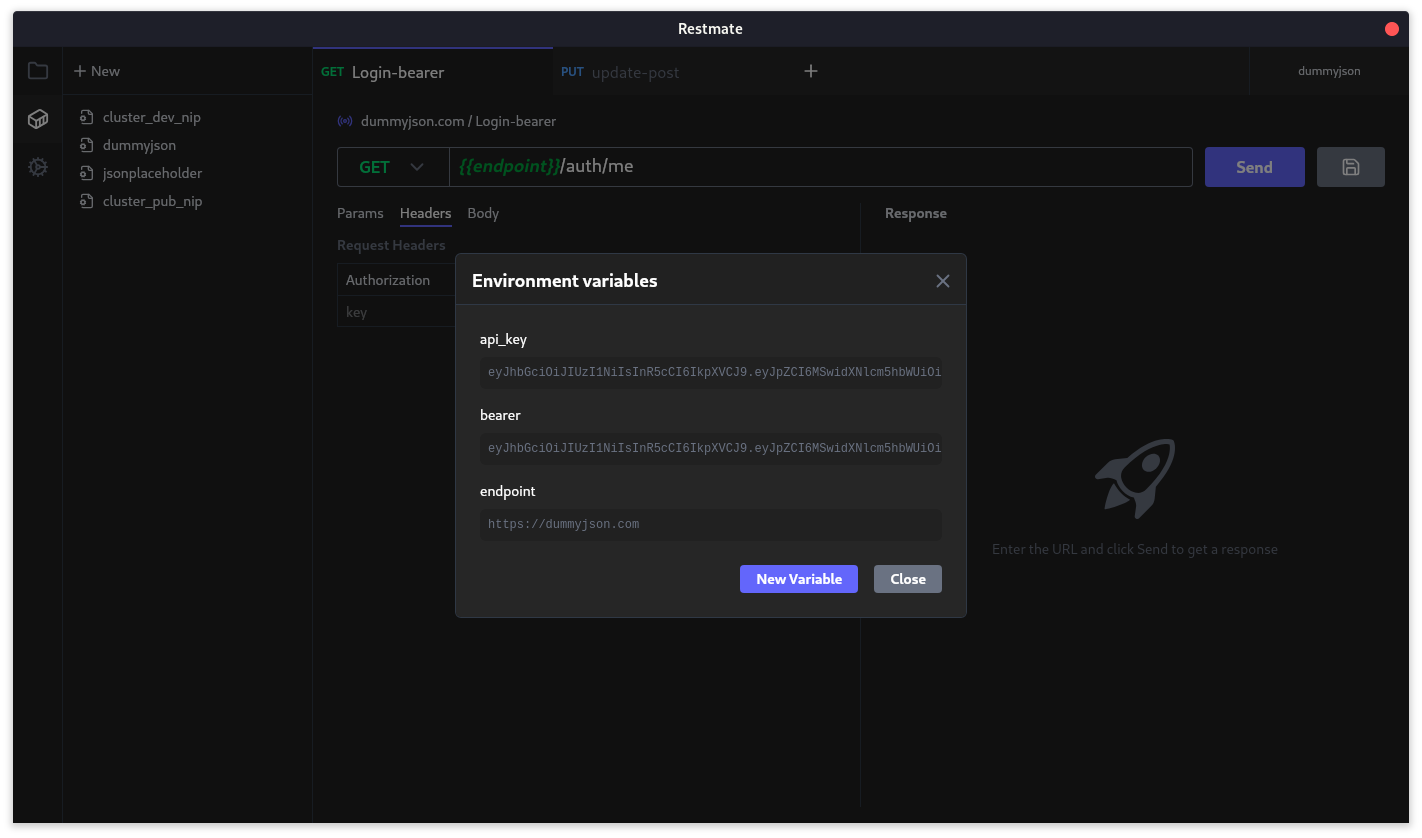 Restmate
New
GET Login-bearer
PUT update-post
dummyjson
cluster_dev_nip
dummyjson
jsonplaceholder
cluster_pub_nip
dummyjson.com / Login-bearer
GET
{{endpoint}}/auth/me
Send
Params Headers Body
Response
Request Headers
Authorization
key
Environment variables
api_key
eyJhbGciOiJIUzI1NiIsInR5cCI6IkpXVCJ9.eyJpZCI6MSwidXNlcm5hbWUiOi
bearer
eyJhbGciOiJIUzI1NiIsInR5cCI6IkpXVCJ9.eyJpZCI6MSwidXNlcm5hbWUiOi
endpoint
https://dummyjson.com
New Variable
Close
Enter the URL and click Send to get a response